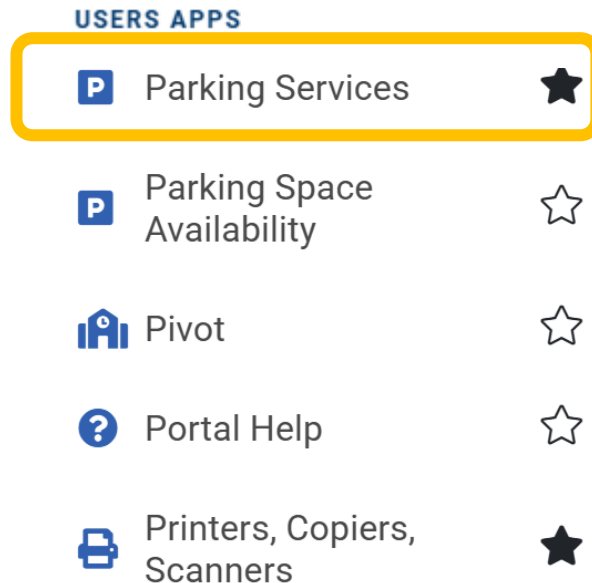 USERS APPS
P Parking Services
P Parking Space
Availability
Pivot
? Portal Help
Printers, Copiers,
Scanners